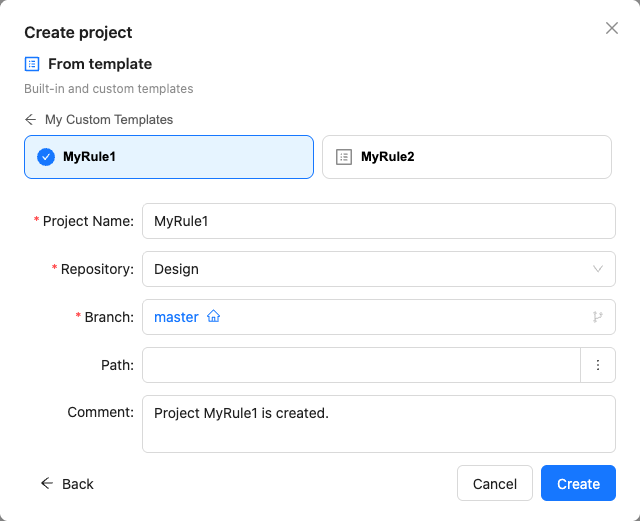 Create project
From template
Built-in and custom templates
My Custom Templates
MyRule1
MyRule2
* Project Name: MyRule1
* Repository: Design
* Branch: master
Path:
Comment: Project MyRule1 is created.
Back
Cancel
Create